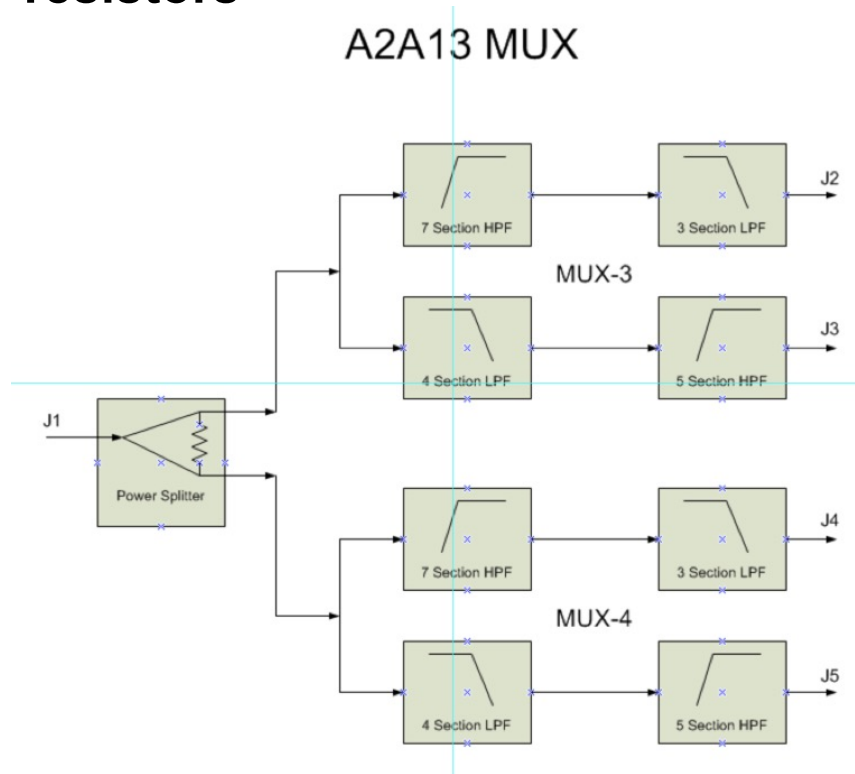 A2A13 MUX
7 Section HPF
3 Section LPF
J2
MUX-3
4 Section LPF
5 Section HPF
J3
J1
Power Splitter
7 Section HPF
3 Section LPF
J4
MUX-4
4 Section LPF
5 Section HPF
J5